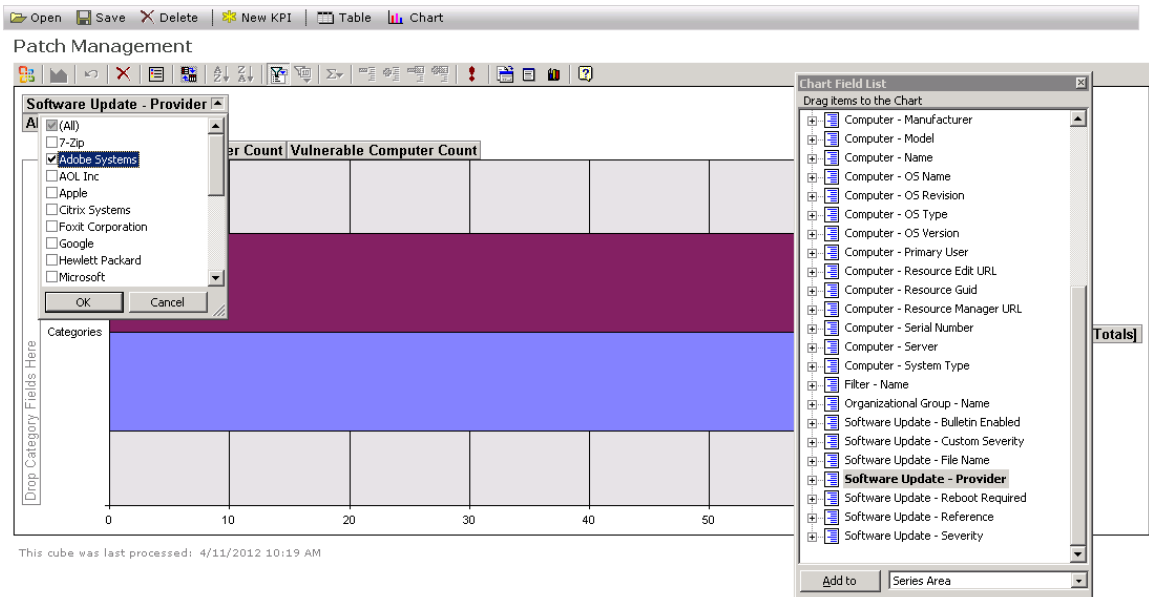 Open Save Delete New KPI Table Chart
Patch Management
Software Update - Provider
(All)
7-Zip
Adobe Systems
AOL Inc
Apple
Citrix Systems
Foxit Corporation
Google
Hewlett Packard
Microsoft
OK Cancel
er Count Vulnerable Computer Count
Categories
Drop Category Fields Here
0 10 20 30 40 50
Totals]
This cube was last processed: 4/11/2012 10:19 AM
Chart Field List
Drag items to the Chart
Computer - Manufacturer
Computer - Model
Computer - Name
Computer - OS Name
Computer - OS Revision
Computer - OS Type
Computer - OS Version
Computer - Primary User
Computer - Resource Edit URL
Computer - Resource Guid
Computer - Resource Manager URL
Computer - Serial Number
Computer - Server
Computer - System Type
Filter - Name
Organizational Group - Name
Software Update - Bulletin Enabled
Software Update - Custom Severity
Software Update - File Name
Software Update - Provider
Software Update - Reboot Required
Software Update - Reference
Software Update - Severity
Add to Series Area